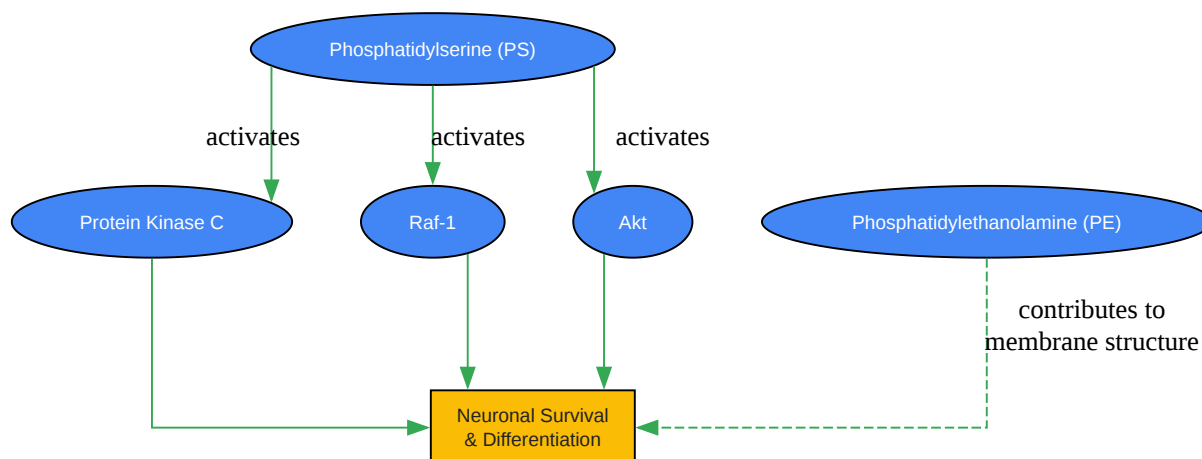 Phosphatidylserine (PS)
activates
activates
activates
Protein Kinase C
Raf-1
Akt
Phosphatidylethanolamine (PE)
contributes to
membrane structure
Neuronal Survival
& Differentiation